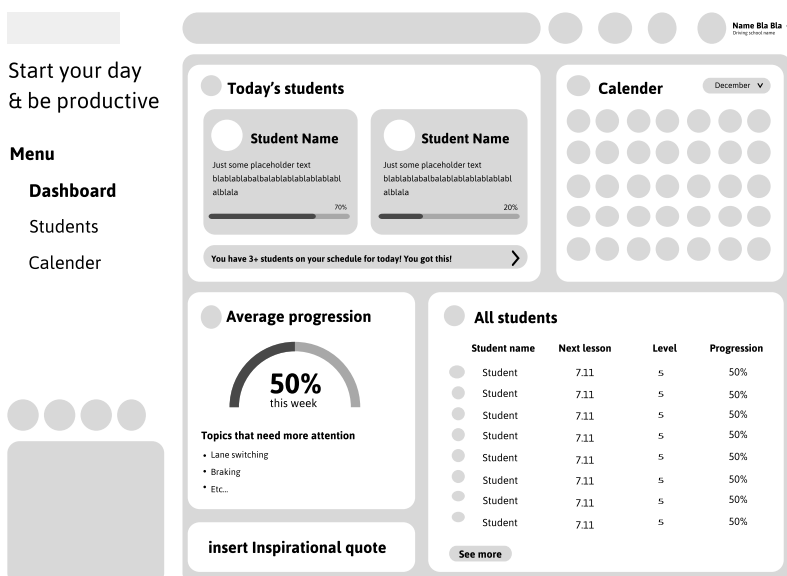 Name Bla Bla
Driving school name
Start your day
& be productive
Menu
Dashboard
Students
Calender
Today's students
Student Name
Just some placeholder text
blablablabalbalablablablablablabl
alblala
70%
Student Name
Just some placeholder text
blablablabalbalablablablablablabl
alblala
20%
You have 3+ students on your schedule for today! You got this!
Calender
December
Average progression
50%
this week
Topics that need more attention
• Lane switching
• Braking
• Etc...
insert Inspirational quote
All students
Student name Next lesson Level Progression
Student 7.11 5 50%
Student 7.11 5 50%
Student 7.11 5 50%
Student 7.11 5 50%
Student 7.11 5 50%
Student 7.11 5 50%
Student 7.11 5 50%
Student 7.11 5 50%
See more